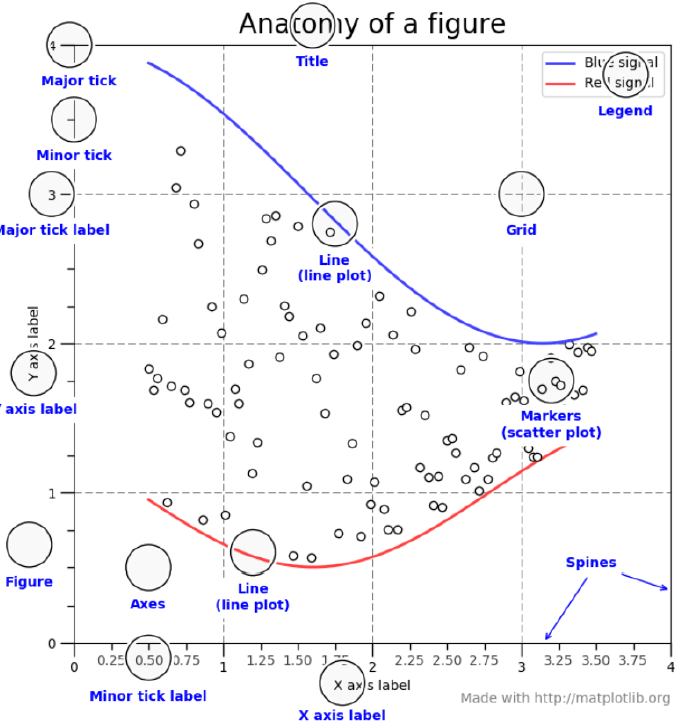 Anatomy of a figure
4
Title
Blue signal
Red signal
Major tick
Legend
Minor tick
3
Major tick label
Grid
Line
(line plot)
Y axis label
2
Y axis label
Markers
(scatter plot)
1
Figure
Axes
Line
(line plot)
Spines
0
0.25 0.50 0.75 1.25 1.50 1.75 2.25 2.50 2.75 3.25 3.50 3.75
0 1 2 3 4
Minor tick label
X axis label
Made with http://matplotlib.org
X axis label